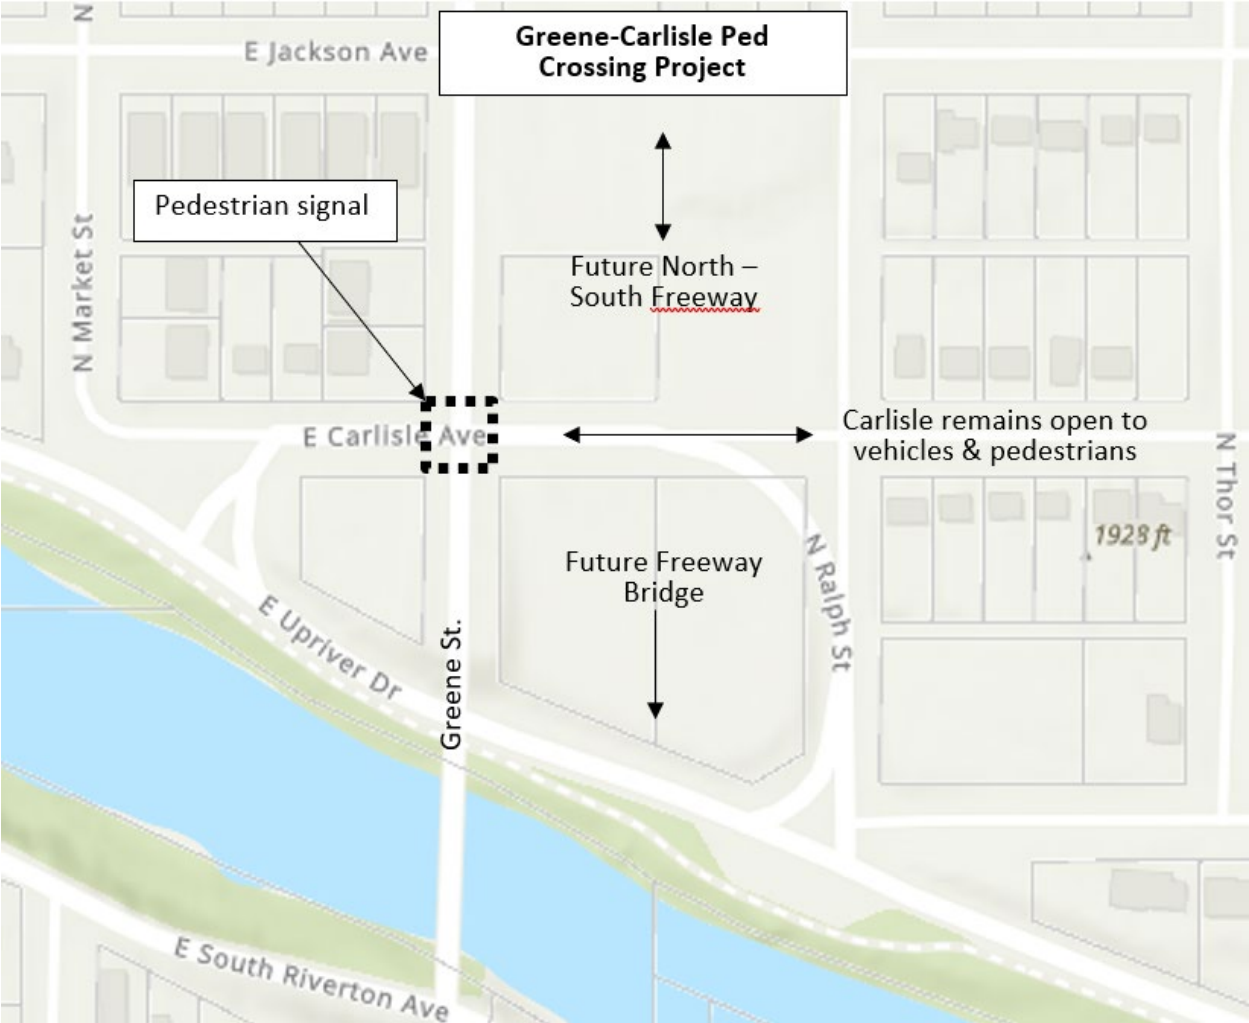 N
E Jackson Ave
Greene-Carlisle Ped
Crossing Project
Pedestrian signal
N Market St
Future North –
South Freeway
E Carlisle Ave
Carlisle remains open to
vehicles & pedestrians
N Thor St
1928 ft
Future Freeway
Bridge
N Ralph St
E Upriver Dr
Greene St.
E South Riverton Ave